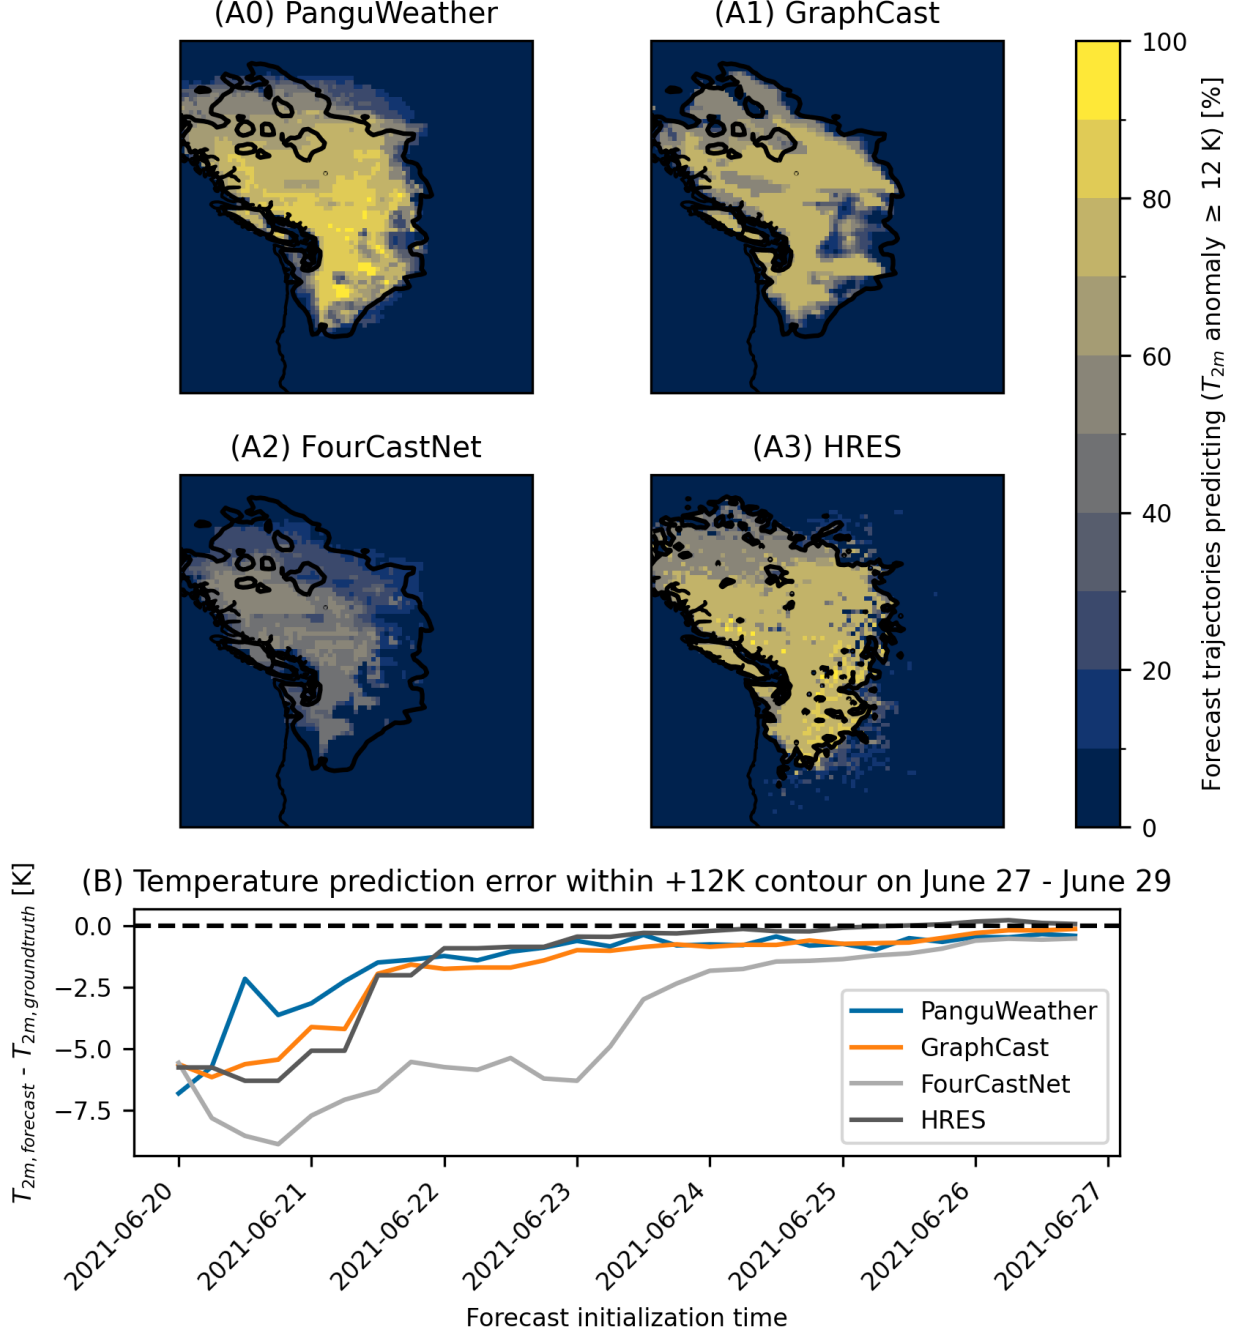 (A0) PanguWeather
(A1) GraphCast
(A2) FourCastNet
(A3) HRES
100
80
60
40
20
0
Forecast trajectories predicting (T2m anomaly ≥ 12 K) [%]
(B) Temperature prediction error within +12K contour on June 27 - June 29
T2m, forecast - T2m, groundtruth [K]
0.0
−2.5
−5.0
−7.5
PanguWeather
GraphCast
FourCastNet
HRES
2021-06-20
2021-06-21
2021-06-22
2021-06-23
2021-06-24
2021-06-25
2021-06-26
2021-06-27
Forecast initialization time